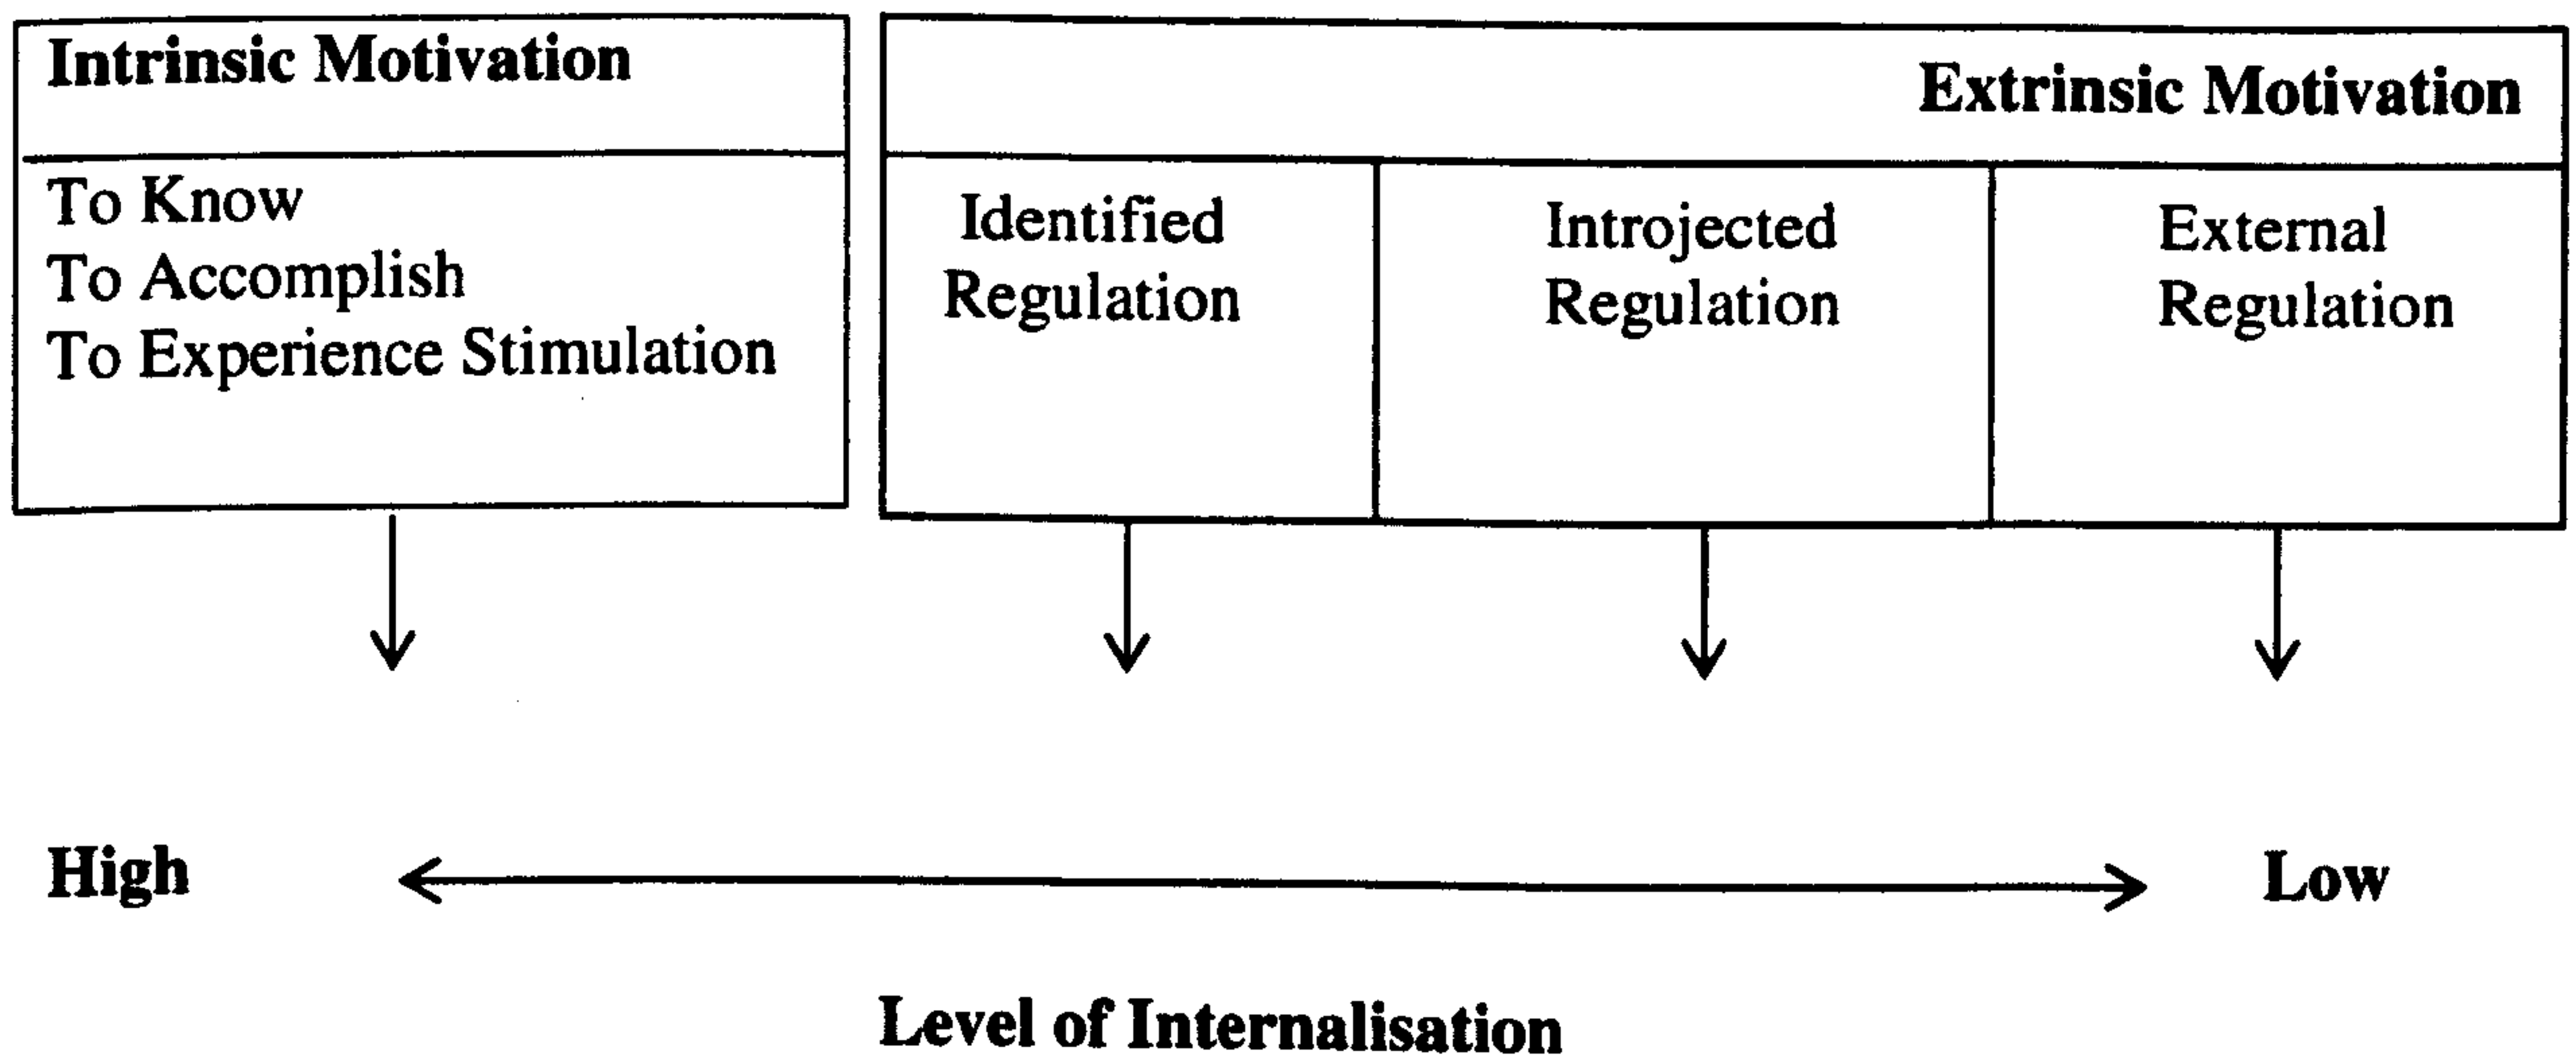 Intrinsic Motivation
To Know
To Accomplish
To Experience Stimulation
Extrinsic Motivation
Identified
Regulation
Introjected
Regulation
External
Regulation
High
Low
Level of Internalisation